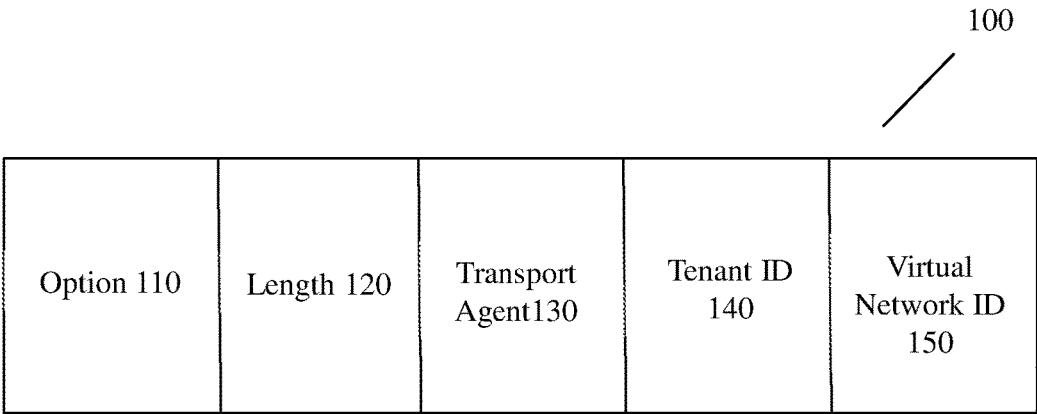 100
Option 110
Length 120
Transport
Agent130
Tenant ID
140
Virtual
Network ID
150